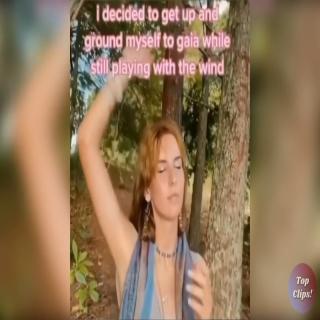 I decided to get up and
ground myself to gaia while
still playing with the wind
Top
Clips!